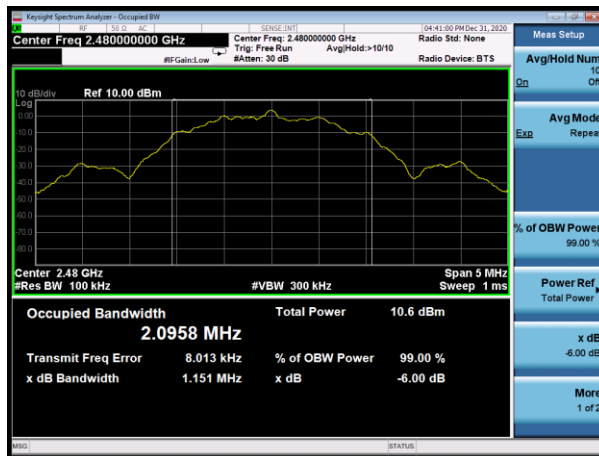 Keysight Spectrum Analyzer - Occupied BW
RF 50 Ω AC SENSE:INT 04:41:00 PM Dec 31, 2020
Center Freq 2.480000000 GHz Center Freq: 2.480000000 GHz Radio Std: None
Trig: Free Run Avg|Hold:>10/10
#IFGain:Low #Atten: 30 dB Radio Device: BTS
10 dB/div Ref 10.00 dBm
Log
0.00
-10.0
-20.0
-30.0
-40.0
-50.0
-60.0
-70.0
-80.0
Center 2.48 GHz Span 5 MHz
#Res BW 100 kHz #VBW 300 kHz Sweep 1 ms
Occupied Bandwidth Total Power 10.6 dBm
2.0958 MHz
Transmit Freq Error 8.013 kHz % of OBW Power 99.00 %
x dB Bandwidth 1.151 MHz x dB -6.00 dB
MSG STATUS
Meas Setup
Avg/Hold Num
10
On Off
Avg Mode
Exp Repeat
% of OBW Power
99.00 %
Power Ref
Total Power
x dB
-6.00 dB
More
1 of 2